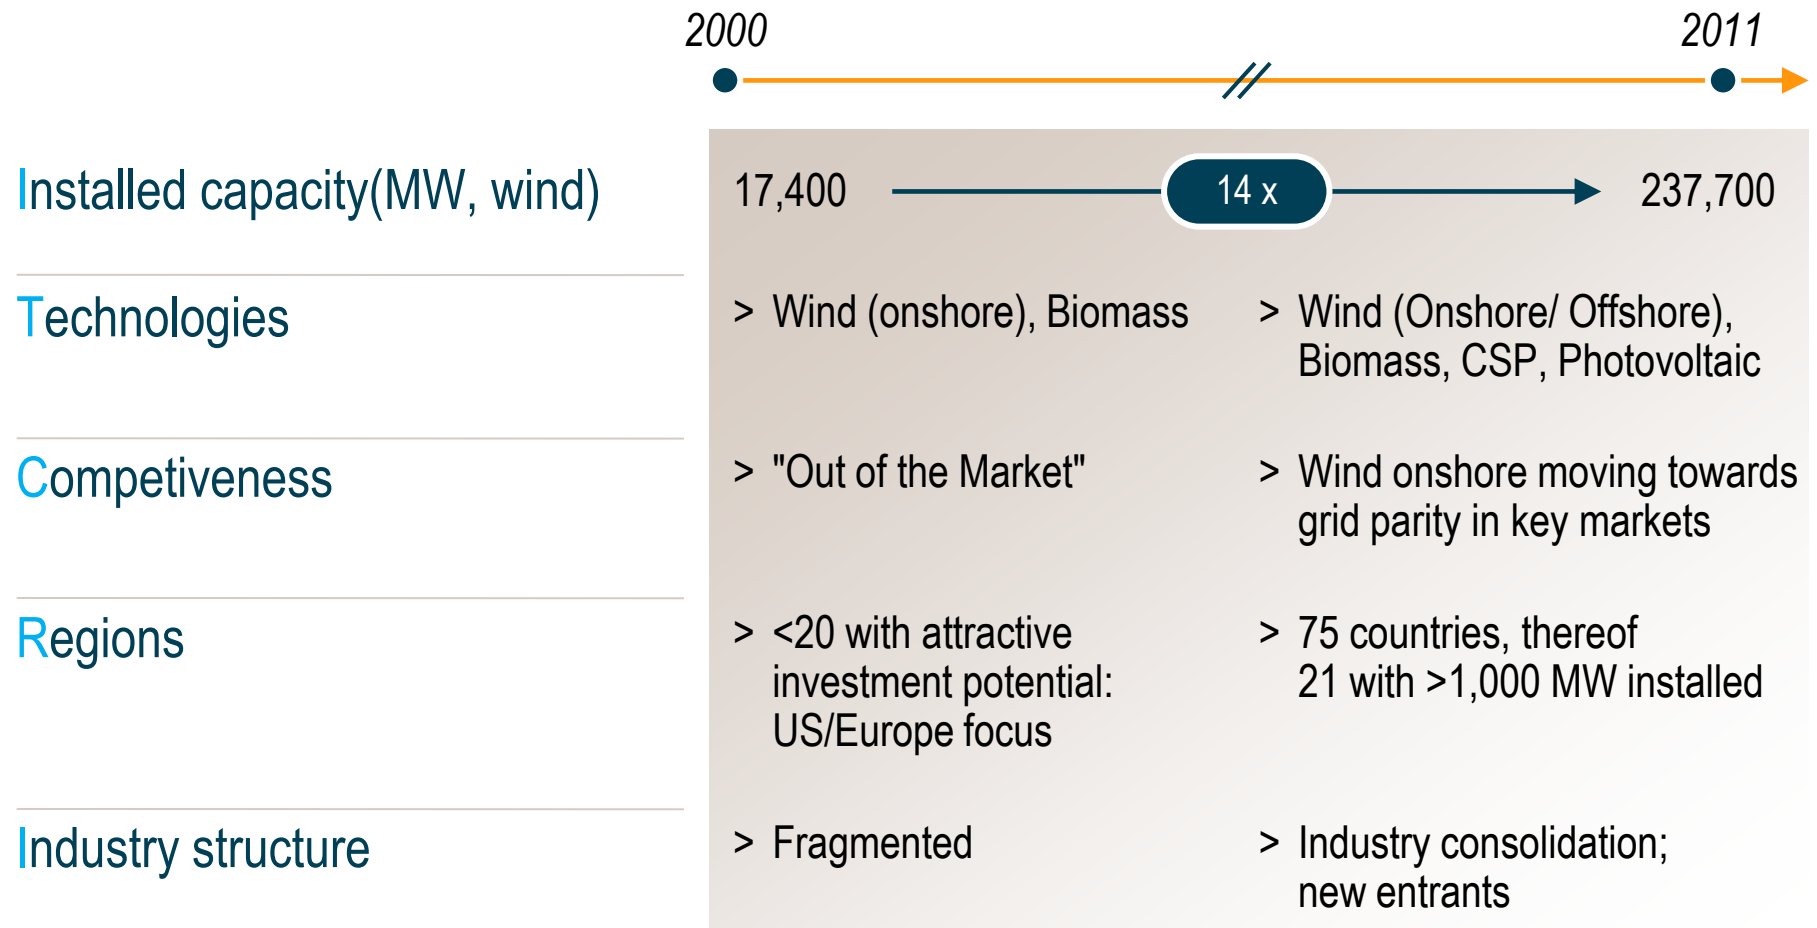 2000
2011
Installed capacity(MW, wind)
17,400
14 x
237,700
Technologies
> Wind (onshore), Biomass
> Wind (Onshore/ Offshore),
Biomass, CSP, Photovoltaic
Competiveness
> "Out of the Market"
> Wind onshore moving towards
grid parity in key markets
Regions
> <20 with attractive
investment potential:
US/Europe focus
> 75 countries, thereof
21 with >1,000 MW installed
Industry structure
> Fragmented
> Industry consolidation;
new entrants